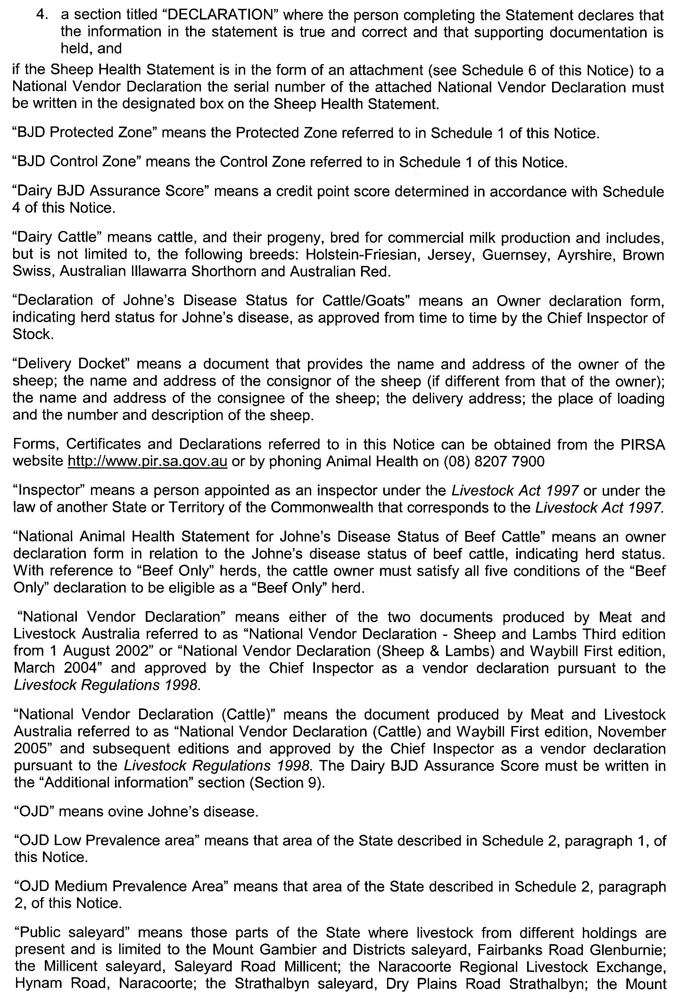 4. a section titled “DECLARATION” where the person completing the Statement declares that
the information in the statement is true and correct and that supporting documentation is
held, and
if the Sheep Health Statement is in the form of an attachment (see Schedule 6 of this Notice) to a
National Vendor Declaration the serial number of the attached National Vendor Declaration must
be written in the designated box on the Sheep Health Statement.
“BJD Protected Zone” means the Protected Zone referred to in Schedule 1 of this Notice.
“BJD Control Zone” means the Control Zone referred to in Schedule 1 of this Notice.
“Dairy BJD Assurance Score” means a credit point score determined in accordance with Schedule
4 of this Notice.
“Dairy Cattle” means cattle, and their progeny, bred for commercial milk production and includes,
but is not limited to, the following breeds: Holstein-Friesian, Jersey, Guernsey, Ayrshire, Brown
Swiss, Australian Illawarra Shorthorn and Australian Red.
“Declaration of Johne’s Disease Status for Cattle/Goats” means an Owner declaration form,
indicating herd status for Johne’s disease, as approved from time to time by the Chief Inspector of
Stock.
“Delivery Docket” means a document that provides the name and address of the owner of the
sheep; the name and address of the consignor of the sheep (if different from that of the owner);
the name and address of the consignee of the sheep; the delivery address; the place of loading
and the number and description of the sheep.
Forms, Certificates and Declarations referred to in this Notice can be obtained from the PIRSA
website http://www.pir.sa.gov.au or by phoning Animal Health on (08) 8207 7900
“Inspector” means a person appointed as an inspector under the Livestock Act 1997 or under the
law of another State or Territory of the Commonwealth that corresponds to the Livestock Act 1997.
“National Animal Health Statement for Johne’s Disease Status of Beef Cattle” means an owner
declaration form in relation to the Johne’s disease status of beef cattle, indicating herd status.
With reference to “Beef Only” herds, the cattle owner must satisfy all five conditions of the “Beef
Only” declaration to be eligible as a “Beef Only” herd.
“National Vendor Declaration” means either of the two documents produced by Meat and
Livestock Australia referred to as “National Vendor Declaration - Sheep and Lambs Third edition
from 1 August 2002” or “National Vendor Declaration (Sheep & Lambs) and Waybill First edition,
March 2004” and approved by the Chief Inspector as a vendor declaration pursuant to the
Livestock Regulations 1998.
“National Vendor Declaration (Cattle)” means the document produced by Meat and Livestock
Australia referred to as “National Vendor Declaration (Cattle) and Waybill First edition, November
2005” and subsequent editions and approved by the Chief Inspector as a vendor declaration
pursuant to the Livestock Regulations 1998. The Dairy BJD Assurance Score must be written in
the “Additional information” section (Section 9).
“OJD” means ovine Johne’s disease.
“OJD Low Prevalence area” means that area of the State described in Schedule 2, paragraph 1, of
this Notice.
“OJD Medium Prevalence Area” means that area of the State described in Schedule 2, paragraph
2, of this Notice.
“Public saleyard” means those parts of the State where livestock from different holdings are
present and is limited to the Mount Gambier and Districts saleyard, Fairbanks Road Glenburnie;
the Millicent saleyard, Saleyard Road Millicent; the Naracoorte Regional Livestock Exchange,
Hynam Road, Naracoorte; the Strathalbyn saleyard, Dry Plains Road Strathalbyn; the Mount